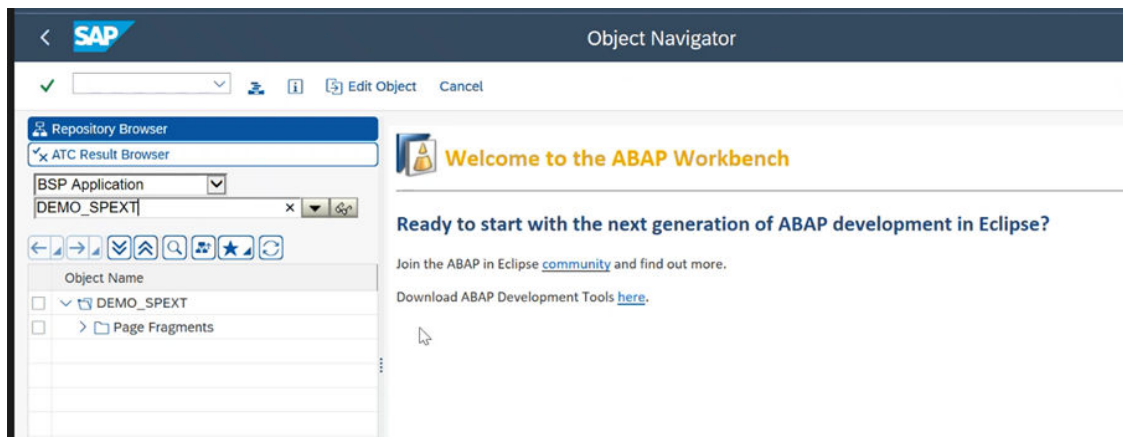 SAP
Object Navigator
Edit Object Cancel
Repository Browser
ATC Result Browser
BSP Application
DEMO_SPEXT
Object Name
DEMO_SPEXT
Page Fragments
Welcome to the ABAP Workbench
Ready to start with the next generation of ABAP development in Eclipse?
Join the ABAP in Eclipse community and find out more.
Download ABAP Development Tools here.